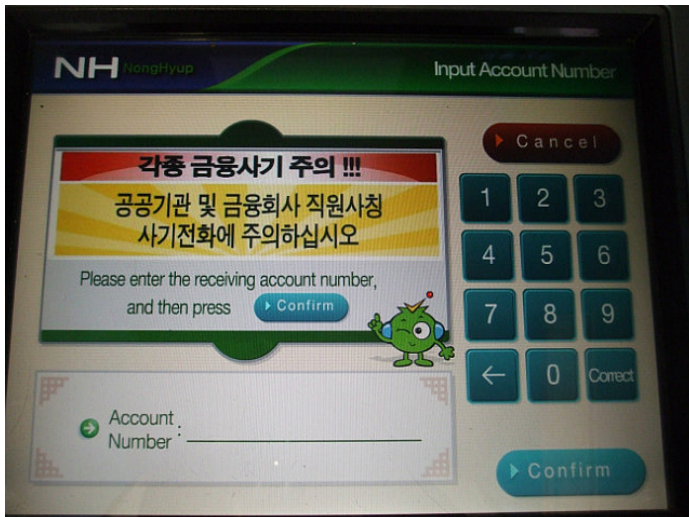 NH NongHyup
Input Account Number
각종 금융사기 주의 !!!
공공기관 및 금융회사 직원사칭
사기전화에 주의하십시오
Please enter the receiving account number,
and then press Confirm
Account
Number :
Cancel
1 2 3
4 5 6
7 8 9
← 0 Correct
Confirm